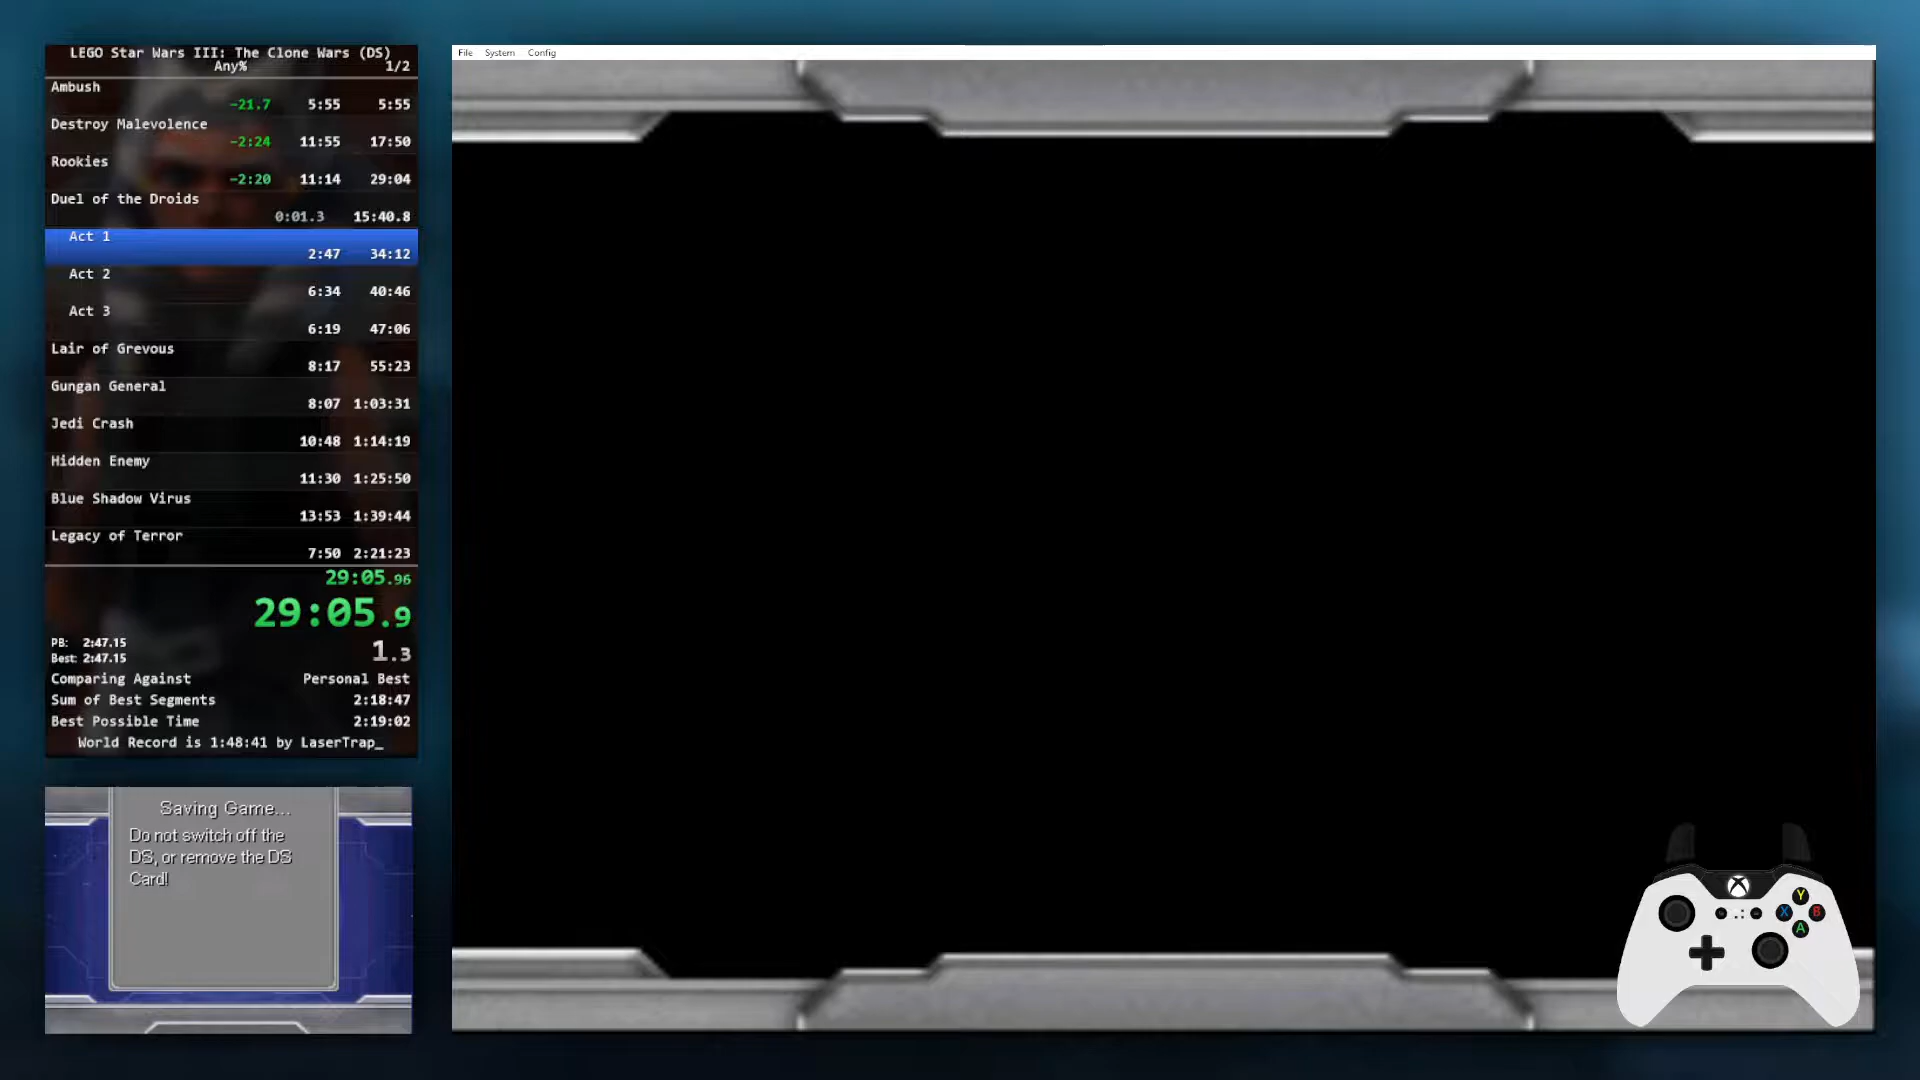 LEGO Star Wars III: The Clone Wars (DS)
Any% 1/2
Ambush
-21.7 5:55 5:55
Destroy Malevolence
-2:24 11:55 17:50
Rookies
-2:20 11:14 29:04
Duel of the Droids
0:01.3 15:40.8
Act 1
2:47 34:12
Act 2
6:34 40:46
Act 3
6:19 47:06
Lair of Grevous
8:17 55:23
Gungan General
8:07 1:03:31
Jedi Crash
10:48 1:14:19
Hidden Enemy
11:30 1:25:50
Blue Shadow Virus
13:53 1:39:44
Legacy of Terror
7:50 2:21:23
29:05.96
29:05.9
PB: 2:47.15
Best: 2:47.15
1.3
Comparing Against Personal Best
Sum of Best Segments 2:18:47
Best Possible Time 2:19:02
World Record is 1:48:41 by LaserTrap_
Saving Game...
Do not switch off the
DS, or remove the DS
Card!
File System Config
Y
X B
A